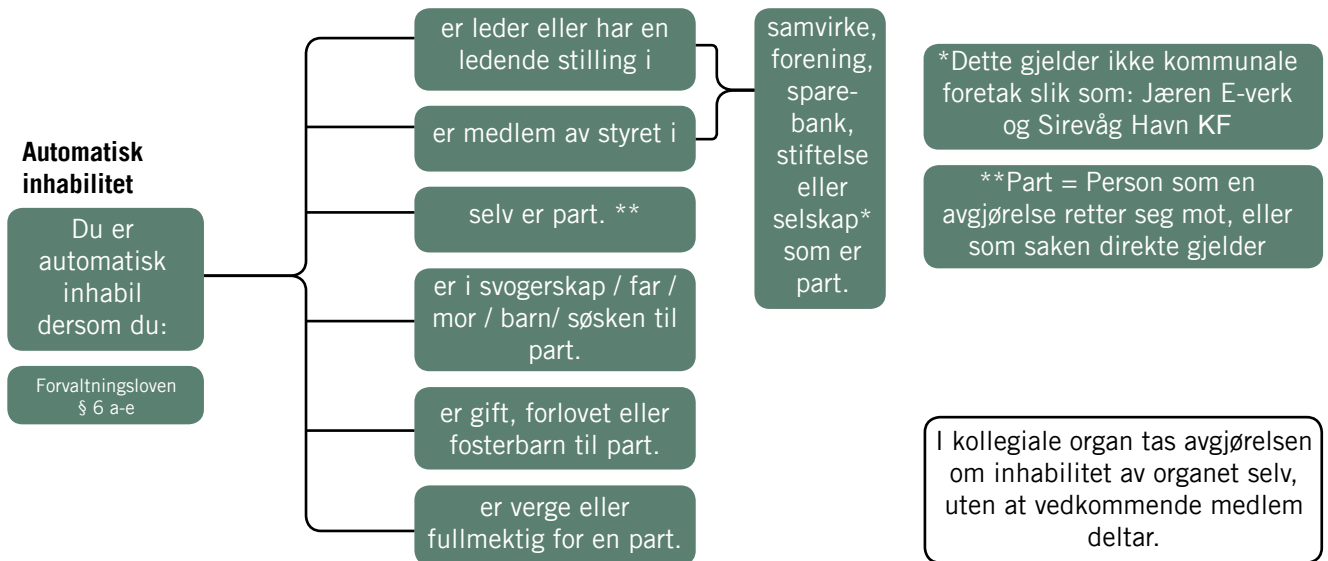 Automatisk
inhabilitet
Du er
automatisk
inhabil
dersom du:
Forvaltningsloven
§ 6 a-e
er leder eller har en
ledende stilling i
er medlem av styret i
selv er part. **
er i svogerskap / far /
mor / barn/ søsken til
part.
er gift, forlovet eller
fosterbarn til part.
er verge eller
fullmektig for en part.
samvirke,
forening,
spare-
bank,
stiftelse
eller
selskap*
som er
part.
*Dette gjelder ikke kommunale
foretak slik som: Jæren E-verk
og Sirevåg Havn KF
**Part = Person som en
avgjørelse retter seg mot, eller
som saken direkte gjelder
I kollegiale organ tas avgjørelsen
om inhabilitet av organet selv,
uten at vedkommende medlem
deltar.